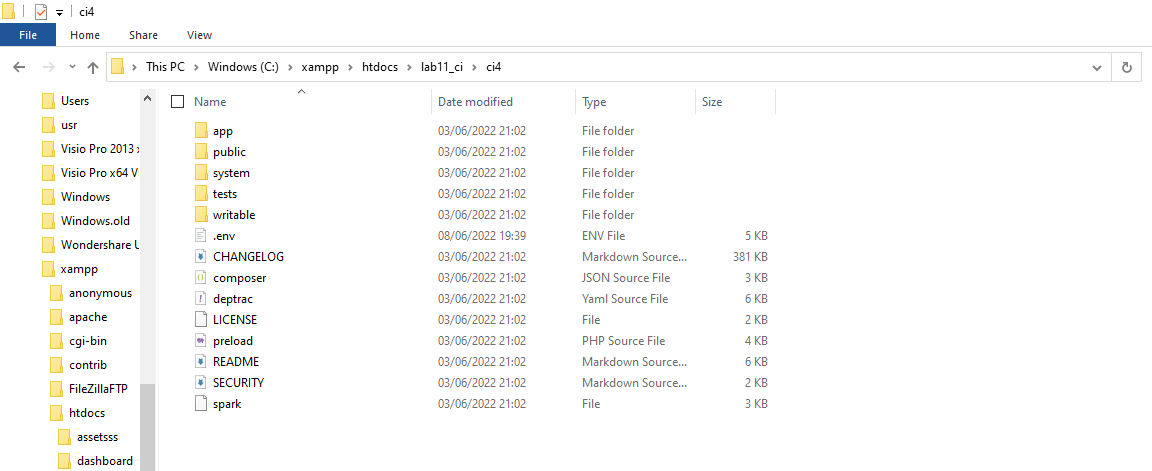 ci4
File Home Share View
This PC Windows (C:) xampp htdocs lab11_ci ci4
Users
usr
Visio Pro 2013
Visio Pro x64
Windows
Windows.old
Wondershare
xampp
anonymous
apache
cgi-bin
contrib
FileZillaFTP
htdocs
assetsss
dashboard
Name Date modified Type Size
app 03/06/2022 21:02 File folder
public 03/06/2022 21:02 File folder
system 03/06/2022 21:02 File folder
tests 03/06/2022 21:02 File folder
writable 03/06/2022 21:02 File folder
.env 08/06/2022 19:39 ENV File 5 KB
CHANGELOG 03/06/2022 21:02 Markdown Source... 381 KB
composer 03/06/2022 21:02 JSON Source File 3 KB
deptrac 03/06/2022 21:02 Yaml Source File 6 KB
LICENSE 03/06/2022 21:02 File 2 KB
preload 03/06/2022 21:02 PHP Source File 4 KB
README 03/06/2022 21:02 Markdown Source... 6 KB
SECURITY 03/06/2022 21:02 Markdown Source... 2 KB
spark 03/06/2022 21:02 File 3 KB